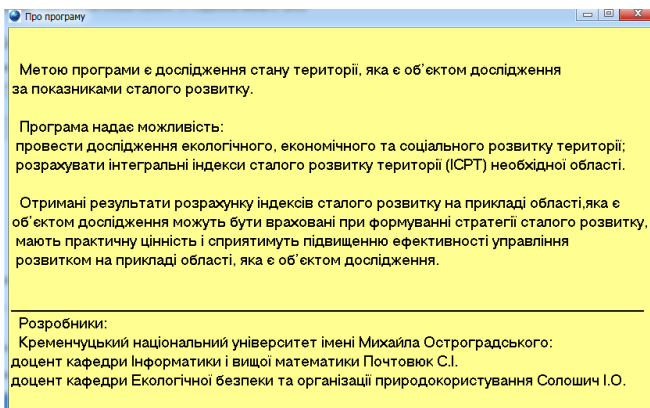 Про програму
Метою програми є дослідження стану території, яка є об'єктом дослідження
за показниками сталого розвитку.
Програма надає можливість:
провести дослідження екологічного, економічного та соціального розвитку території;
розрахувати інтегральні індекси сталого розвитку території (ІСРТ) необхідної області.
Отримані результати розрахунку індексів сталого розвитку на прикладі області,яка є
об'єктом дослідження можуть бути враховані при формуванні стратегії сталого розвитку,
мають практичну цінність і сприятимуть підвищенню ефективності управління
розвитком на прикладі області, яка є об'єктом дослідження.
Розробники:
Кременчуцький національний університет імені Михайла Остроградського:
доцент кафедри Інформатики і вищої математики Почтовюк С.І.
доцент кафедри Екологічної безпеки та організації природокористування Солошич І.О.